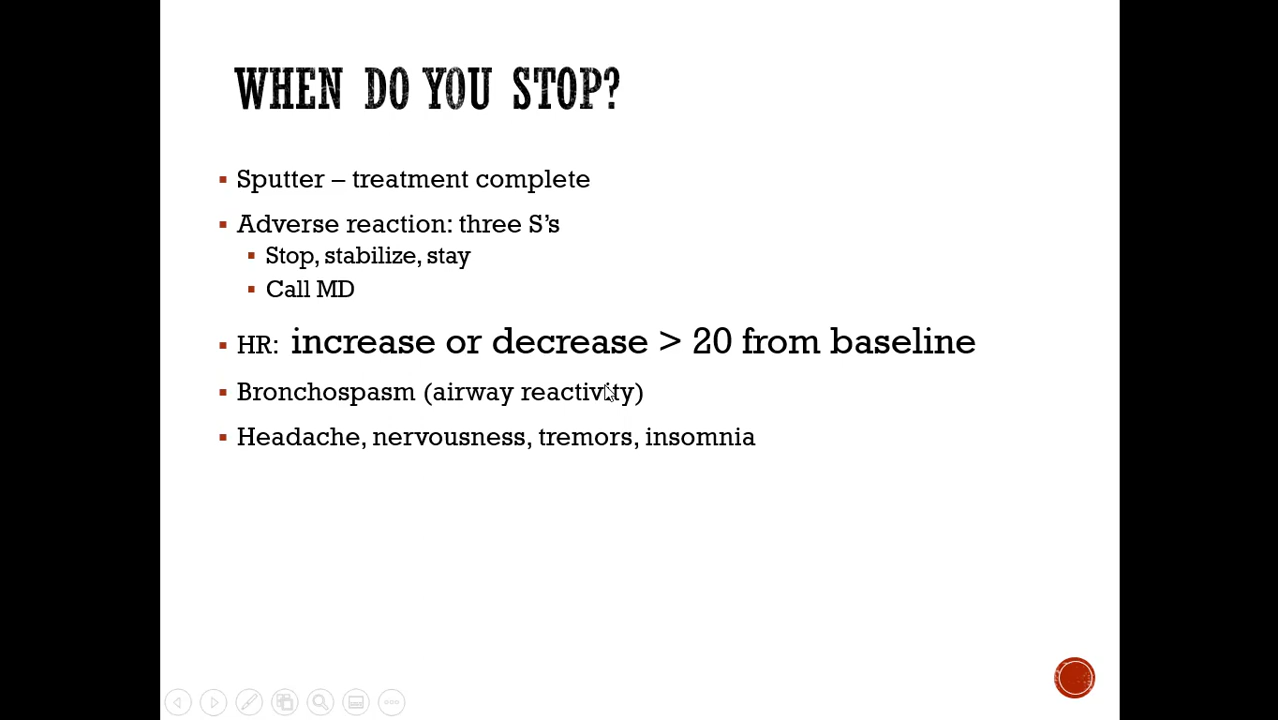 WHEN DO YOU STOP?
Sputter – treatment complete
Adverse reaction: three S's
Stop, stabilize, stay
Call MD
HR: increase or decrease > 20 from baseline
Bronchospasm (airway reactivity)
Headache, nervousness, tremors, insomnia